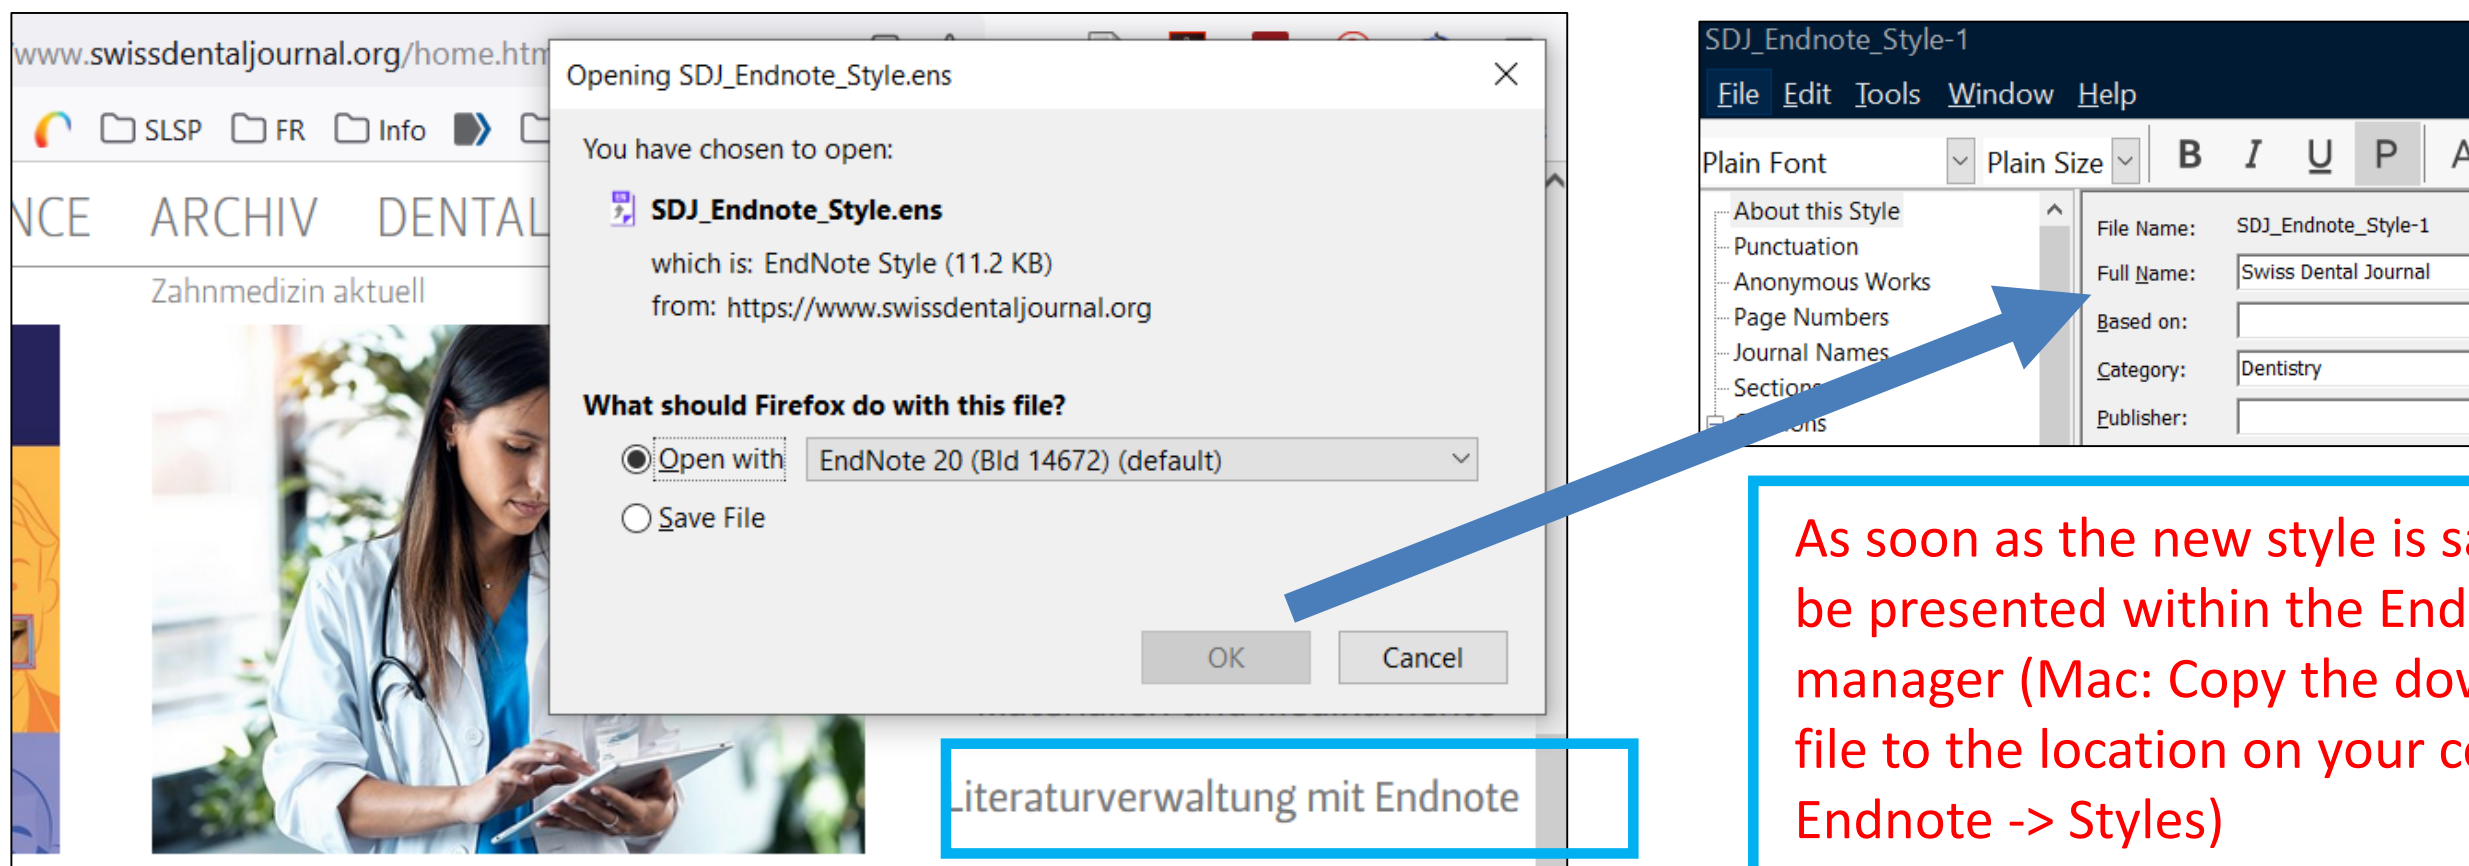 www.swissdentaljournal.org/home.htm
SLSP FR Info
NCE ARCHIV DENTAL
Zahnmedizin aktuell
Opening SDJ_Endnote_Style.ens
You have chosen to open:
SDJ_Endnote_Style.ens
which is: EndNote Style (11.2 KB)
from: https://www.swissdentaljournal.org
What should Firefox do with this file?
Open with EndNote 20 (Bld 14672) (default)
Save File
OK Cancel
Literaturverwaltung mit Endnote
SDJ_Endnote_Style-1
File Edit Tools Window Help
Plain Font Plain Size B I U P A
About this Style
Punctuation
Anonymous Works
Page Numbers
Journal Names
Sections
File Name: SDJ_Endnote_Style-1
Full Name: Swiss Dental Journal
Based on:
Category: Dentistry
Publisher:
As soon as the new style is sa
be presented within the End
manager (Mac: Copy the dow
file to the location on your co
Endnote -> Styles)